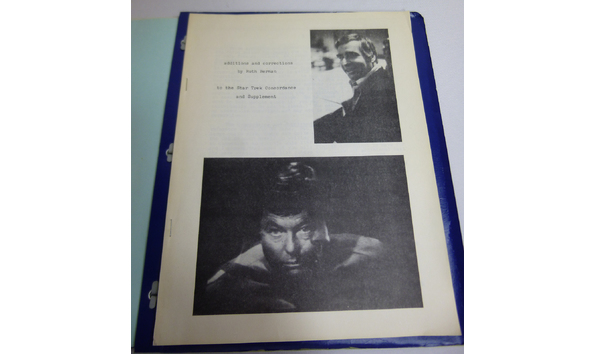 additions and corrections
by Ruth Berman
to the Star Trek Concordance
and Supplement